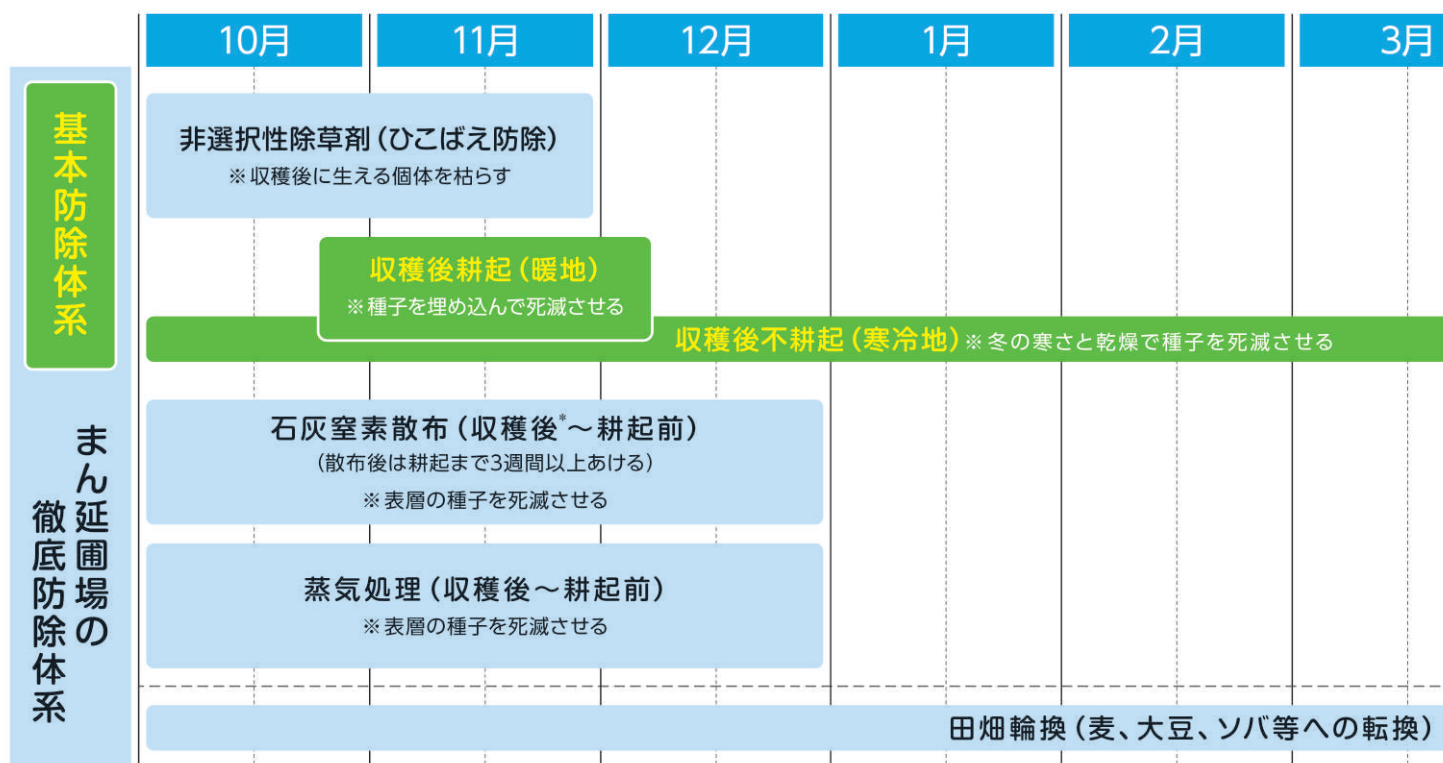 10月
11月
12月
1月
2月
3月
基本防除体系
非選択性除草剤（ひこばえ防除）
※収穫後に生える個体を枯らす
収穫後耕起（暖地）
※種子を埋め込んで死滅させる
収穫後不耕起（寒冷地）※冬の寒さと乾燥で種子を死滅させる
まん延圃場の
徹底防除体系
石灰窒素散布（収穫後*～耕起前）
（散布後は耕起まで3週間以上あける）
※表層の種子を死滅させる
蒸気処理（収穫後～耕起前）
※表層の種子を死滅させる
田畑輪換（麦、大豆、ソバ等への転換）